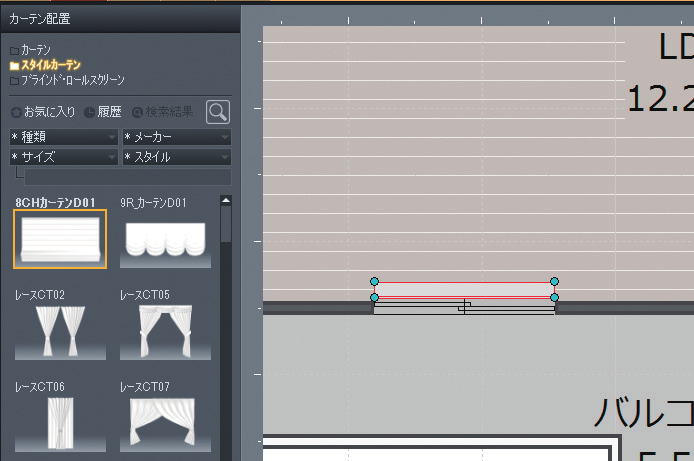 カーテン配置
カーテン
スタイルカーテン
ブラインド・ロールスクリーン
お気に入り 履歴 検索結果
* 種類 * メーカー
* サイズ * スタイル
8CHカーテンD01 9R_カーテンD01
レースCT02 レースCT05
レースCT06 レースCT07
LD
12.2
バルコ